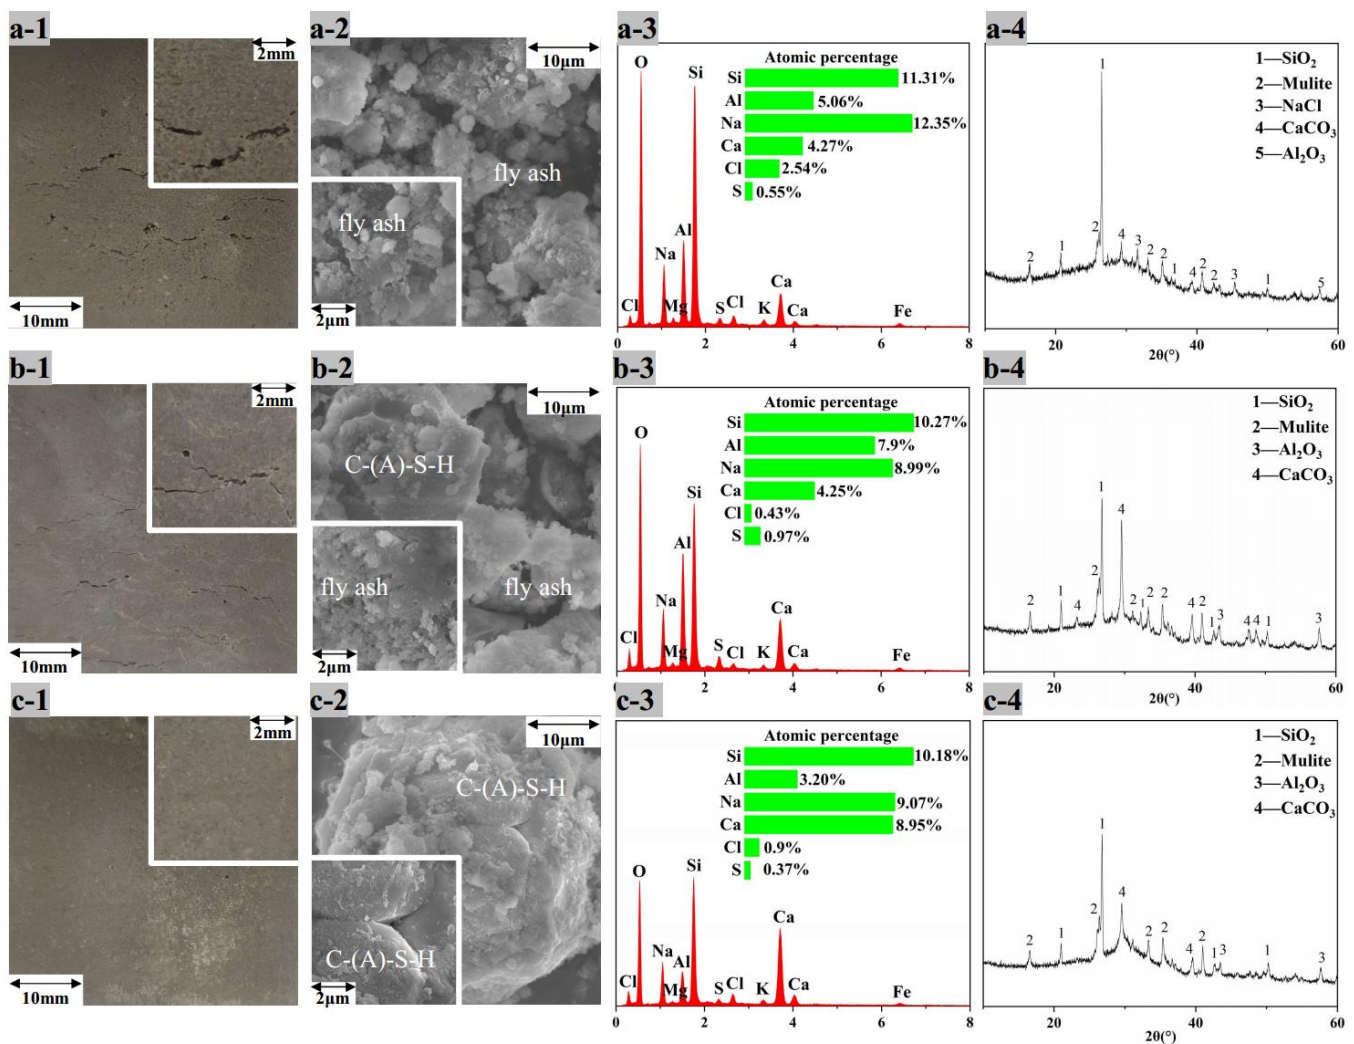 a-1
2mm
10mm
a-2
10μm
fly ash
fly ash
2μm
a-3
Atomic percentage
Si 11.31%
Al 5.06%
Na 12.35%
Ca 4.27%
Cl 2.54%
S 0.55%
O
Si
Al
Na
Ca
Cl
Mg
S
Cl
K
Ca
Fe
0 2 4 6 8
a-4
1—SiO₂
2—Mulite
3—NaCl
4—CaCO₃
5—Al₂O₃
1
2 1 2 4 3 2 2 1 4 2 2 3 1 5
20 30 40 50 60
2θ(°)
b-1
2mm
10mm
b-2
10μm
C-(A)-S-H
fly ash
fly ash
2μm
b-3
Atomic percentage
Si 10.27%
Al 7.9%
Na 8.99%
Ca 4.25%
Cl 0.43%
S 0.97%
O
Si
Al
Na
Ca
Cl
Mg
S
Cl
K
Ca
Fe
0 2 4 6 8
b-4
1—SiO₂
2—Mulite
3—Al₂O₃
4—CaCO₃
1
4
2 1 4 2 2 1 2 2 4 2 1 3 4 4 1 3
20 30 40 50 60
2θ(°)
c-1
2mm
10mm
c-2
10μm
C-(A)-S-H
C-(A)-S-H
2μm
c-3
Atomic percentage
Si 10.18%
Al 3.20%
Na 9.07%
Ca 8.95%
Cl 0.9%
S 0.37%
O
Si
Ca
Na
Al
Cl
Mg
S
Cl
K
Ca
Fe
0 2 4 6 8
c-4
1—SiO₂
2—Mulite
3—Al₂O₃
4—CaCO₃
1
4
2 1 2 2 2 4 2 1 3 1 3
20 30 40 50 60
2θ(°)